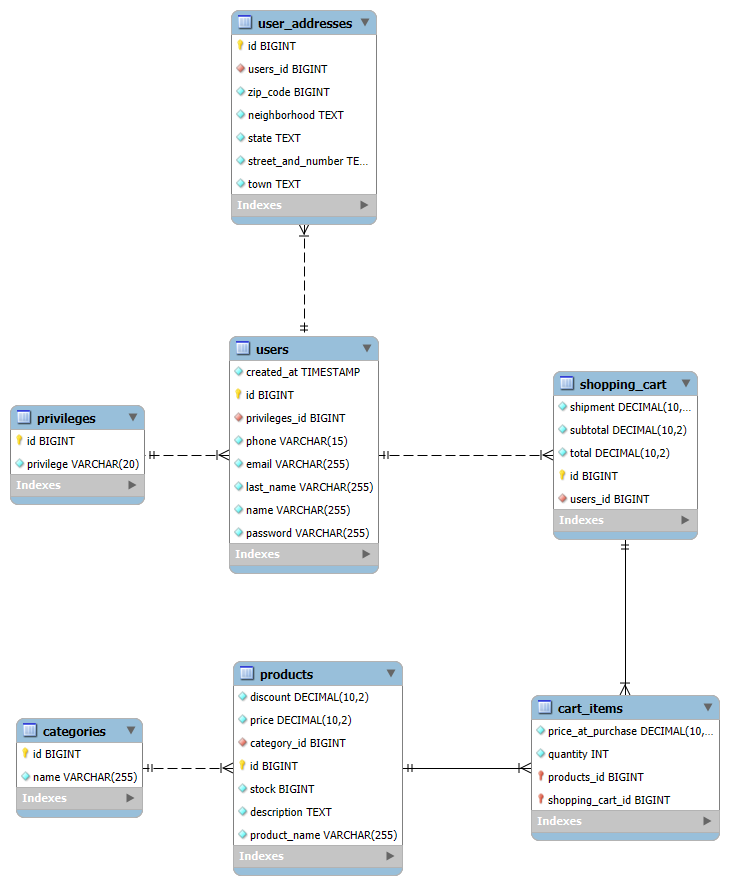 user_addresses
id BIGINT
users_id BIGINT
zip_code BIGINT
neighborhood TEXT
state TEXT
street_and_number TE...
town TEXT
Indexes
users
created_at TIMESTAMP
id BIGINT
privileges_id BIGINT
phone VARCHAR(15)
email VARCHAR(255)
last_name VARCHAR(255)
name VARCHAR(255)
password VARCHAR(255)
Indexes
privileges
id BIGINT
privilege VARCHAR(20)
Indexes
shopping_cart
shipment DECIMAL(10,...
subtotal DECIMAL(10,2)
total DECIMAL(10,2)
id BIGINT
users_id BIGINT
Indexes
categories
id BIGINT
name VARCHAR(255)
Indexes
products
discount DECIMAL(10,2)
price DECIMAL(10,2)
category_id BIGINT
id BIGINT
stock BIGINT
description TEXT
product_name VARCHAR(255)
Indexes
cart_items
price_at_purchase DECIMAL(10,...
quantity INT
products_id BIGINT
shopping_cart_id BIGINT
Indexes